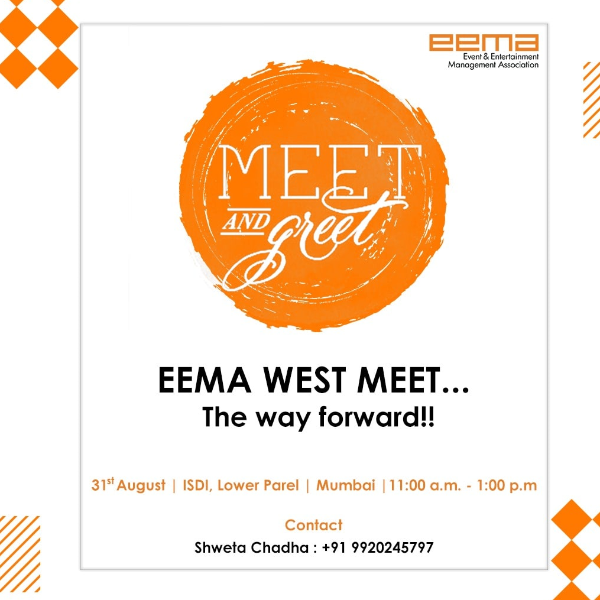 eema
Event & Entertainment
Management Association
MEET
AND greet
EEMA WEST MEET...
The way forward!!
31st August | ISDI, Lower Parel | Mumbai |11:00 a.m. - 1:00 p.m
Contact
Shweta Chadha : +91 9920245797